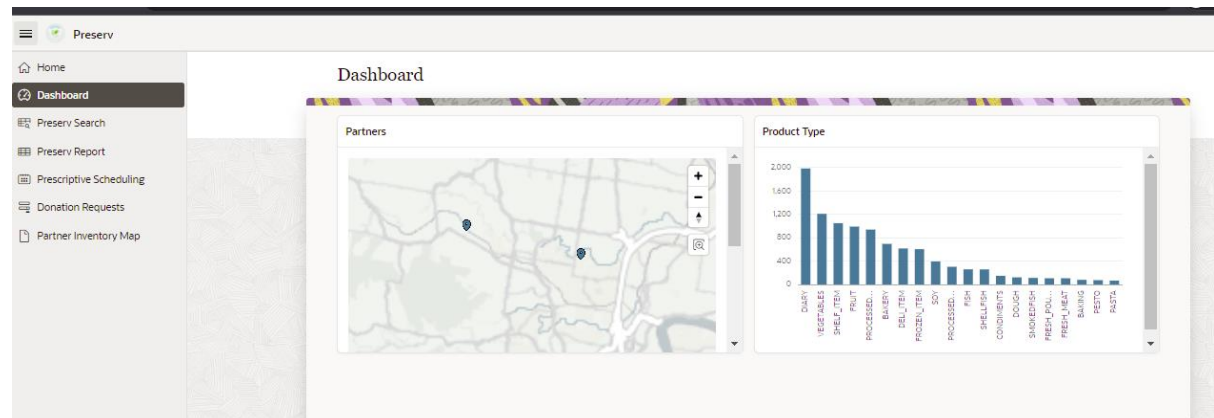 Preserv
Home
Dashboard
Preserv Search
Preserv Report
Prescriptive Scheduling
Donation Requests
Partner Inventory Map
Dashboard
Partners
Product Type
2,000
1,600
1,200
800
400
0
DIARY
VEGETABLES
SHELF_ITEM
FRUIT
PROCESSED...
BAKERY
DELI_ITEM
FROZEN_ITEM
SOY
PROCESSED...
FISH
SHELLFISH
CONDIMENTS
DOUGH
SMOKEDFISH
FRESH_POU...
FRESH_MEAT
BAKING
PESTO
PASTA